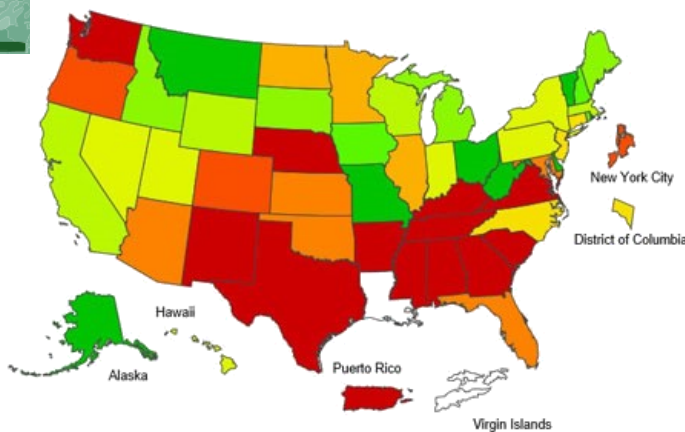 New York City
District of Columbia
Hawaii
Alaska
Puerto Rico
Virgin Islands